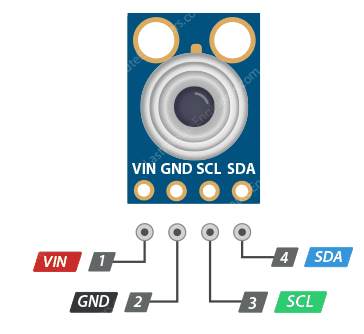 VIN GND SCL SDA
VIN 1
4 SDA
GND 2
3 SCL